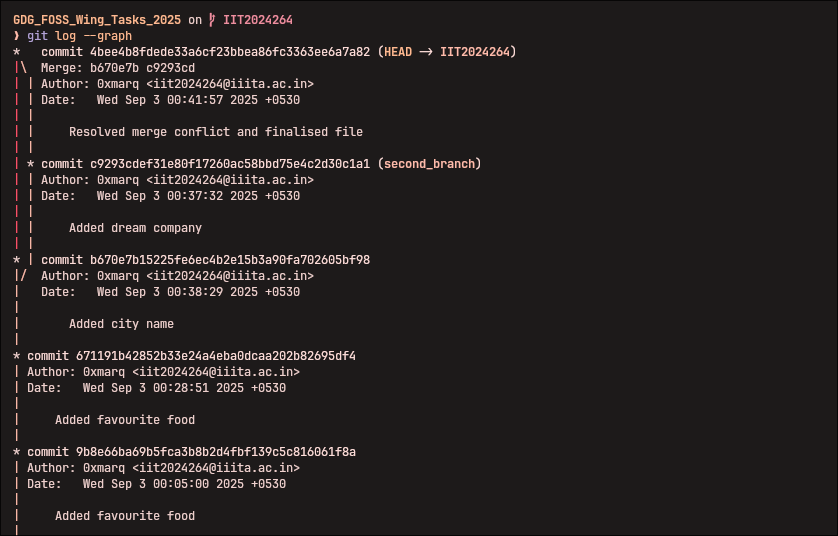 GDG_FOSS_Wing_Tasks_2025 on IIT2024264
❯ git log --graph
*   commit 4bee4b8fdede33a6cf23bbea86fc3363ee6a7a82 (HEAD -> IIT2024264)
|\  Merge: b670e7b c9293cd
| | Author: 0xmarq <iit2024264@iiita.ac.in>
| | Date:   Wed Sep 3 00:41:57 2025 +0530
| |
| |     Resolved merge conflict and finalised file
| |
| * commit c9293cdef31e80f17260ac58bbd75e4c2d30c1a1 (second_branch)
| | Author: 0xmarq <iit2024264@iiita.ac.in>
| | Date:   Wed Sep 3 00:37:32 2025 +0530
| |
| |     Added dream company
| |
* | commit b670e7b15225fe6ec4b2e15b3a90fa702605bf98
|/  Author: 0xmarq <iit2024264@iiita.ac.in>
|   Date:   Wed Sep 3 00:38:29 2025 +0530
|
|       Added city name
|
* commit 671191b42852b33e24a4eba0dcaa202b82695df4
| Author: 0xmarq <iit2024264@iiita.ac.in>
| Date:   Wed Sep 3 00:28:51 2025 +0530
|
|     Added favourite food
|
* commit 9b8e66ba69b5fca3b8b2d4fbf139c5c816061f8a
| Author: 0xmarq <iit2024264@iiita.ac.in>
| Date:   Wed Sep 3 00:05:00 2025 +0530
|
|     Added favourite food
|